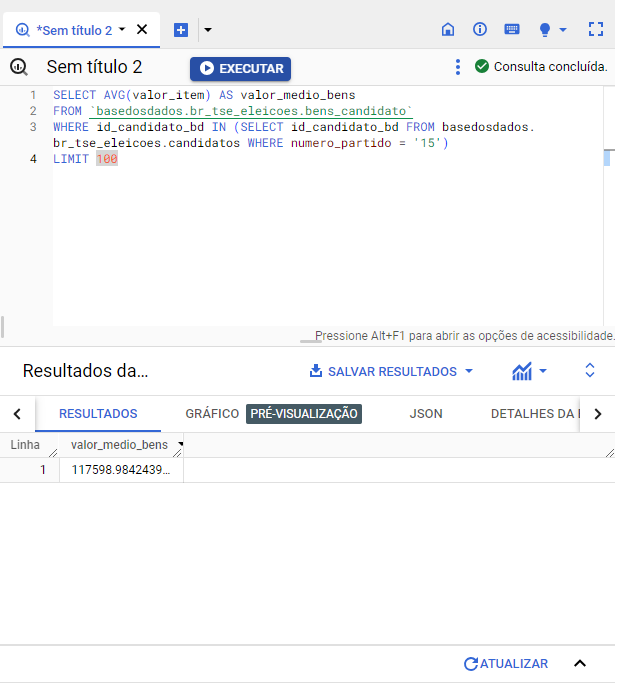 *Sem título 2
Sem título 2
EXECUTAR
Consulta concluída.
1 SELECT AVG(valor_item) AS valor_medio_bens
2 FROM `basedosdados.br_tse_eleicoes.bens_candidato`
3 WHERE id_candidato_bd IN (SELECT id_candidato_bd FROM basedosdados.
br_tse_eleicoes.candidatos WHERE numero_partido = '15')
4 LIMIT 100
Pressione Alt+F1 para abrir as opções de acessibilidade.
Resultados da...
SALVAR RESULTADOS
RESULTADOS GRÁFICO PRÉ-VISUALIZAÇÃO JSON DETALHES DA
Linha valor_medio_bens
1 117598.9842439...
ATUALIZAR